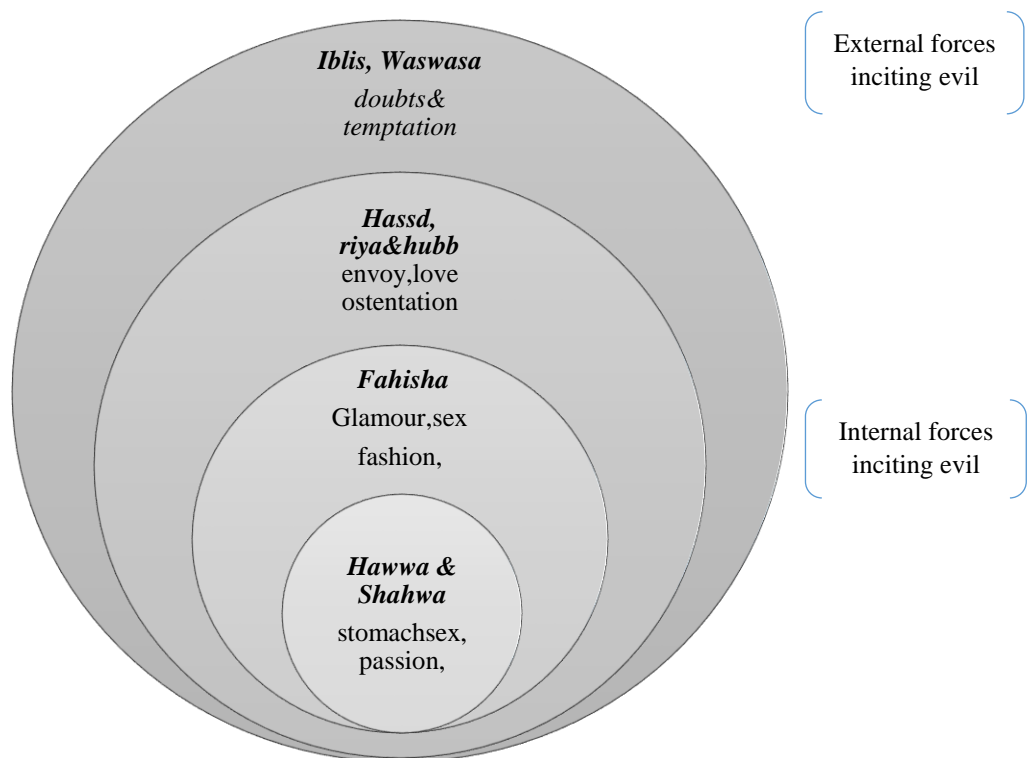 Iblis, Waswasa
doubts&
temptation
Hassd,
riya&hubb
envoy,love
ostentation
Fahisha
Glamour,sex
fashion,
Hawwa &
Shahwa
stomachsex,
passion,
External forces
inciting evil
Internal forces
inciting evil